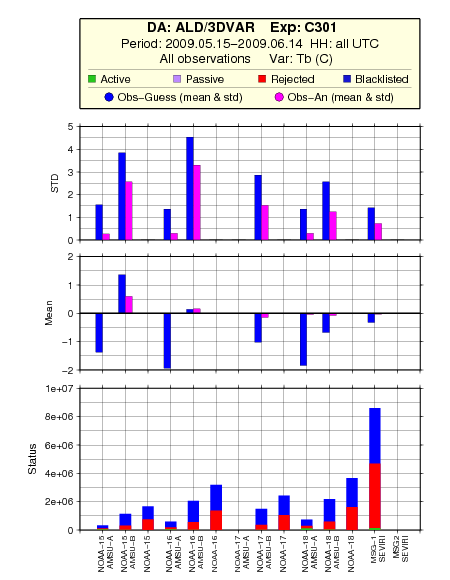 DA: ALD/3DVAR Exp: C301
Period: 2009.05.15−2009.06.14 HH: all UTC
All observations Var: Tb (C)
Active Passive Rejected Blacklisted
Obs−Guess (mean & std) Obs−An (mean & std)
5
4
3
2
1
0
STD
2
1
0
−1
−2
Mean
1e+07
8e+06
6e+06
4e+06
2e+06
0
Status
NOAA−15 AMSU−A
NOAA−15 AMSU−B
NOAA−15
NOAA−16 AMSU−A
NOAA−16 AMSU−B
NOAA−16
NOAA−17 AMSU−A
NOAA−17 AMSU−B
NOAA−17
NOAA−18 AMSU−A
NOAA−18 AMSU−B
NOAA−18
MSG−1 SEVIRI
MSG2 SEVIRI